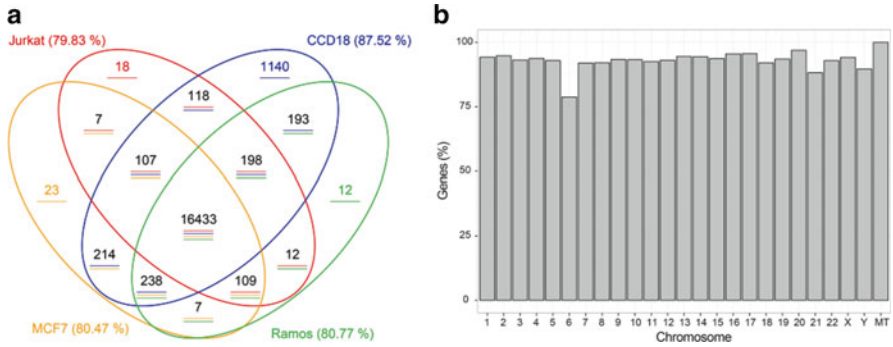 a
Jurkat (79.83 %)
CCD18 (87.52 %)
18
1140
118
7
193
107
198
23
12
16433
214
12
238
109
7
MCF7 (80.47 %)
Ramos (80.77 %)
b
Genes (%)
100
75
50
25
0
1 2 3 4 5 6 7 8 9 10 11 12 13 14 15 16 17 18 19 20 21 22 X Y MT
Chromosome